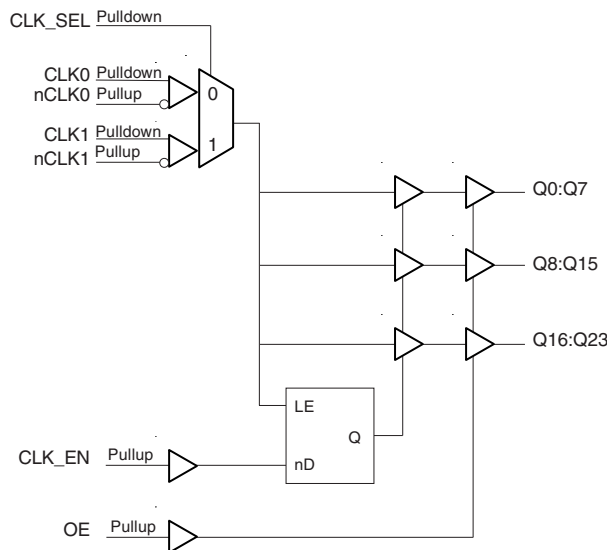 CLK_SEL Pulldown
CLK0 Pulldown
nCLK0 Pullup
0
CLK1 Pulldown
nCLK1 Pullup
1
Q0:Q7
Q8:Q15
Q16:Q23
LE
Q
CLK_EN Pullup
nD
OE Pullup